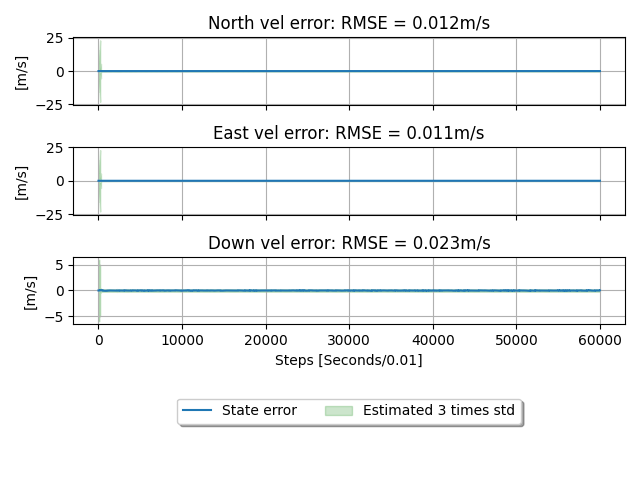 North vel error: RMSE = 0.012m/s
25
0
−25
[m/s]
East vel error: RMSE = 0.011m/s
25
0
−25
[m/s]
Down vel error: RMSE = 0.023m/s
5
0
−5
[m/s]
0 10000 20000 30000 40000 50000 60000
Steps [Seconds/0.01]
State error Estimated 3 times std